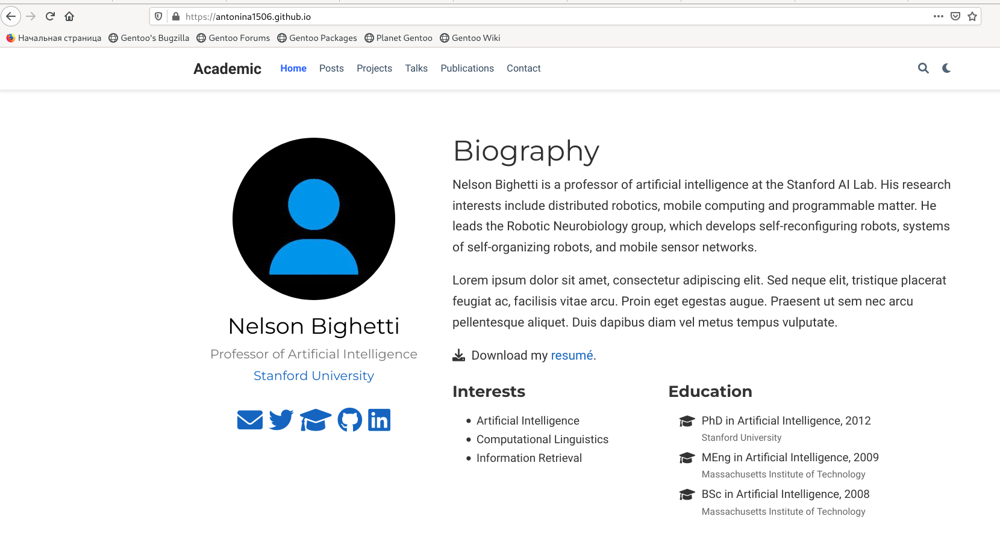 https://antonina1506.github.io
Начальная страница Gentoo's Bugzilla Gentoo Forums Gentoo Packages Planet Gentoo Gentoo Wiki
Academic Home Posts Projects Talks Publications Contact
Nelson Bighetti
Professor of Artificial Intelligence
Stanford University
Biography
Nelson Bighetti is a professor of artificial intelligence at the Stanford AI Lab. His research
interests include distributed robotics, mobile computing and programmable matter. He
leads the Robotic Neurobiology group, which develops self-reconfiguring robots, systems
of self-organizing robots, and mobile sensor networks.
Lorem ipsum dolor sit amet, consectetur adipiscing elit. Sed neque elit, tristique placerat
feugiat ac, facilisis vitae arcu. Proin eget egestas augue. Praesent ut sem nec arcu
pellentesque aliquet. Duis dapibus diam vel metus tempus vulputate.
Download my resumé.
Interests
Artificial Intelligence
Computational Linguistics
Information Retrieval
Education
PhD in Artificial Intelligence, 2012
Stanford University
MEng in Artificial Intelligence, 2009
Massachusetts Institute of Technology
BSc in Artificial Intelligence, 2008
Massachusetts Institute of Technology